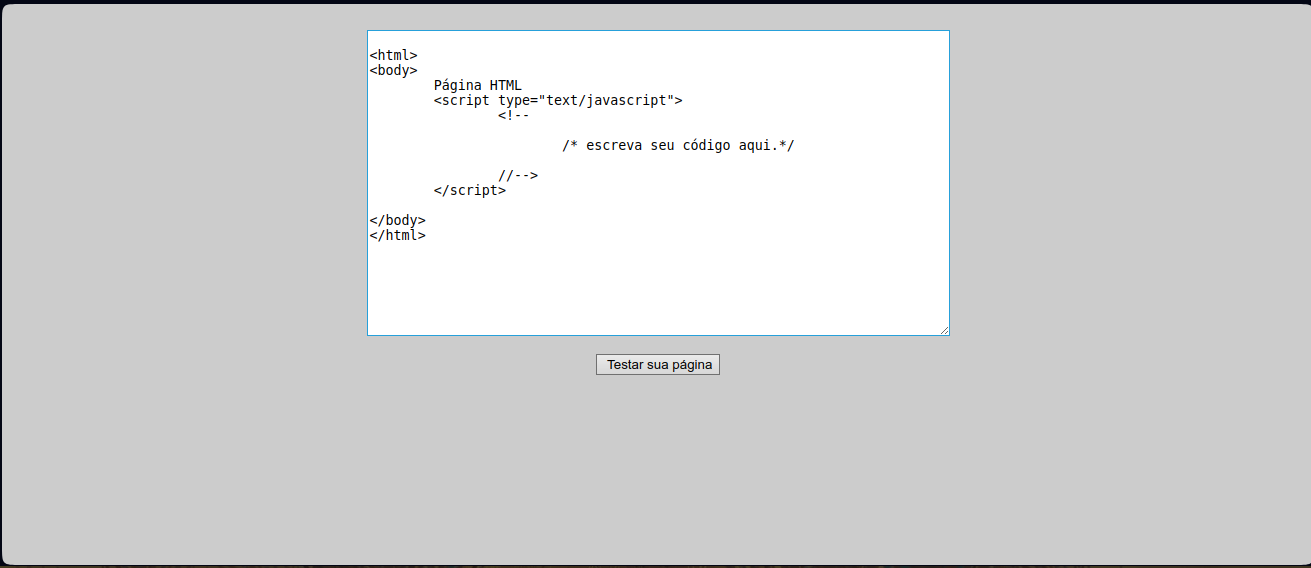 <html>
<body>
Página HTML
<script type="text/javascript">
<!--
/* escreva seu código aqui.*/
//-->
</script>
</body>
</html>
Testar sua página